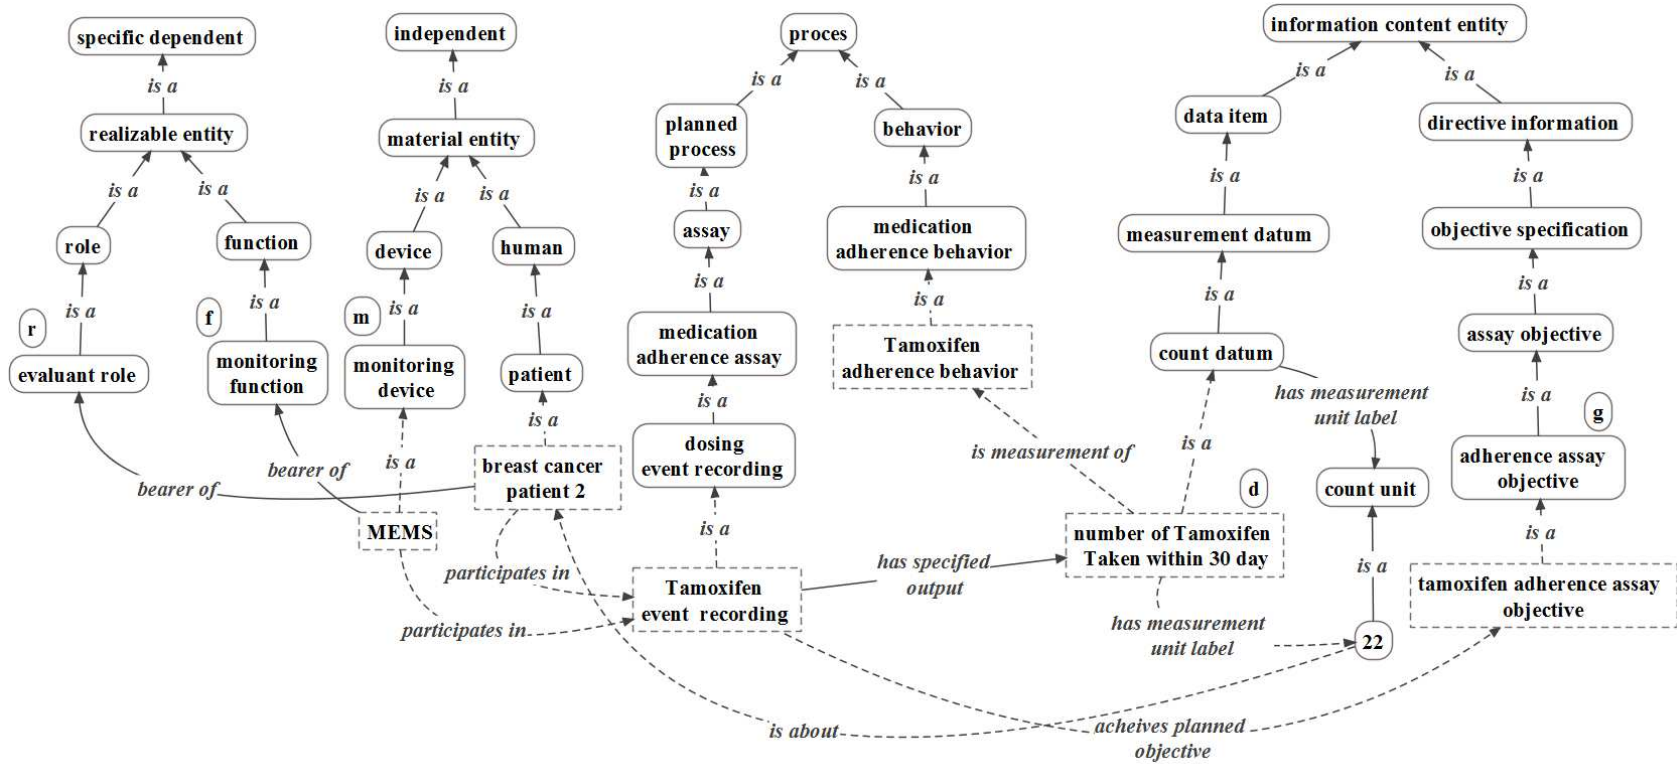 specific dependent
independent
proces
information content entity
is a
is a
is a
is a
is a
is a
realizable entity
material entity
planned
process
behavior
data item
directive information
is a
is a
is a
is a
is a
is a
is a
is a
role
function
device
human
assay
medication
adherence behavior
measurement datum
objective specification
is a
is a
is a
is a
is a
is a
is a
is a
r
f
m
evaluant role
monitoring
function
monitoring
device
patient
medication
adherence assay
Tamoxifen
adherence behavior
count datum
assay objective
has measurement
unit label
is a
is a
is a
is a
is a
g
bearer of
bearer of
breast cancer
patient 2
dosing
event recording
is measurement of
d
count unit
adherence assay
objective
MEMS
is a
number of Tamoxifen
Taken within 30 day
is a
is a
participates in
Tamoxifen
event recording
has specified
output
tamoxifen adherence assay
objective
participates in
has measurement
unit label
22
is about
acheives planned
objective